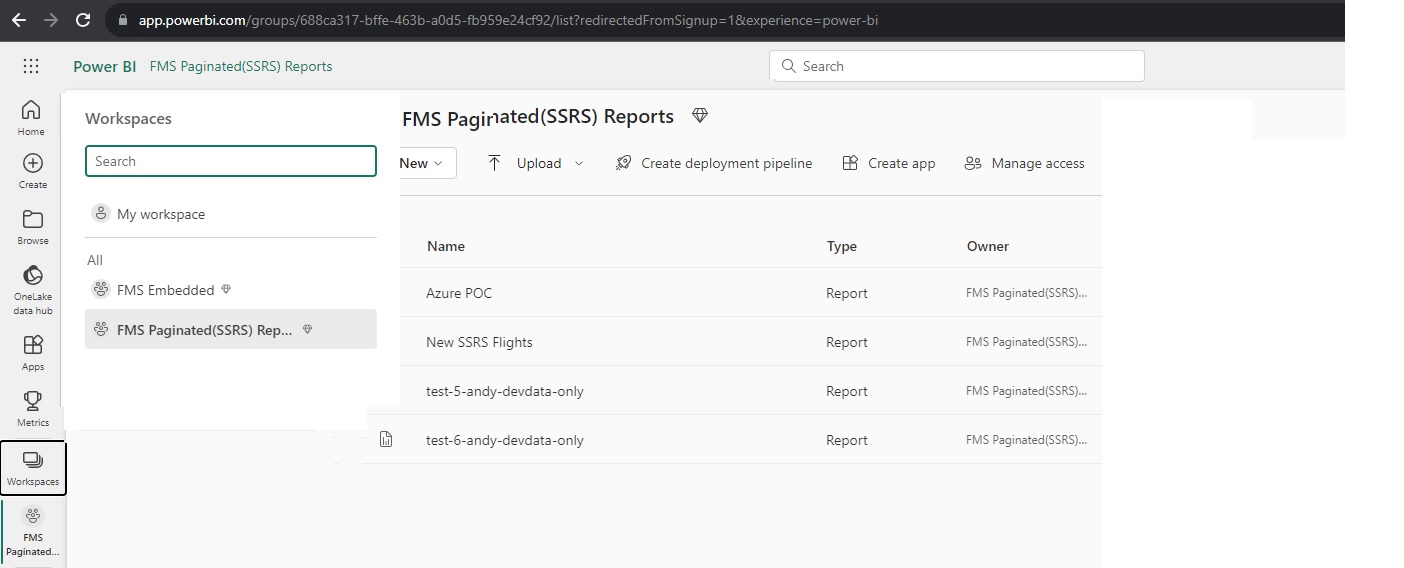 app.powerbi.com/groups/688ca317-bffe-463b-a0d5-fb959e24cf92/list?redirectedFromSignup=1&experience=power-bi
Power BI FMS Paginated(SSRS) Reports
Search
Home
Create
Browse
OneLake
data hub
Apps
Metrics
Workspaces
FMS
Paginated...
Workspaces
Search
My workspace
All
FMS Embedded
FMS Paginated(SSRS) Rep...
FMS Paginated(SSRS) Reports
New Upload Create deployment pipeline Create app Manage access
Name Type Owner
Azure POC Report FMS Paginated(SSRS)...
New SSRS Flights Report FMS Paginated(SSRS)...
test-5-andy-devdata-only Report FMS Paginated(SSRS)...
test-6-andy-devdata-only Report FMS Paginated(SSRS)...